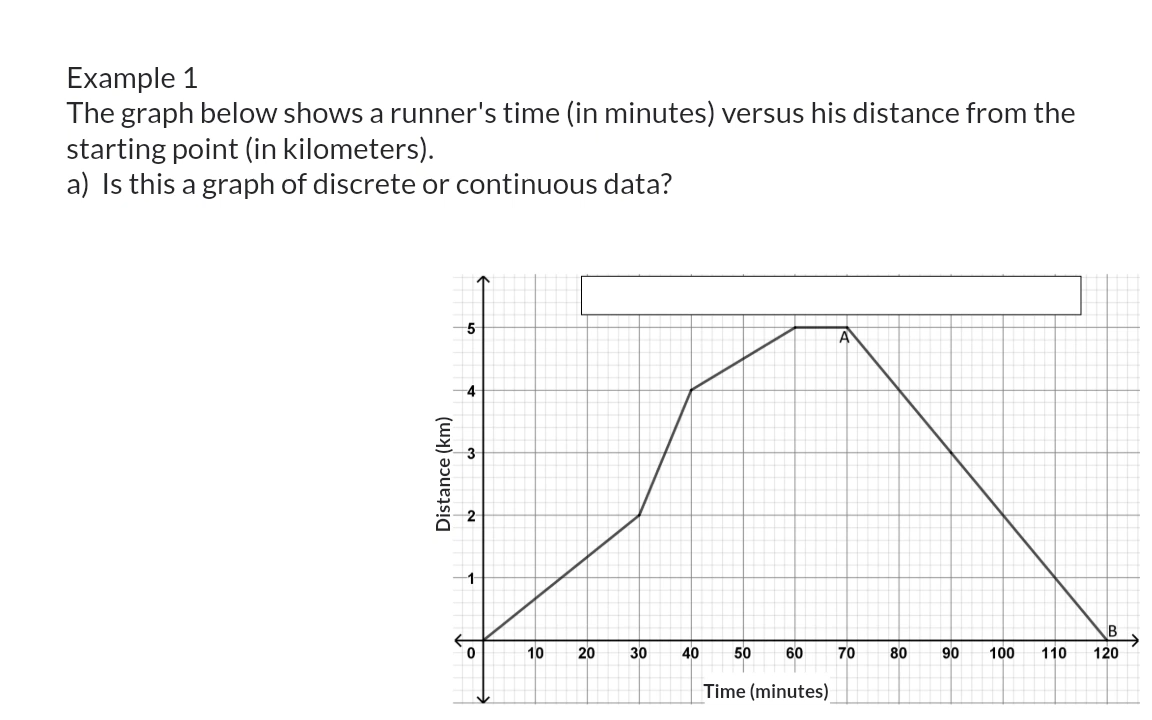 Example 1
The graph below shows a runner's time (in minutes) versus his distance from the
starting point (in kilometers).
a)  Is this a graph of discrete or continuous data?
5
A
4
Distance (km)
3
2
1
B
0 10 20 30 40 50 60 70 80 90 100 110 120
Time (minutes)